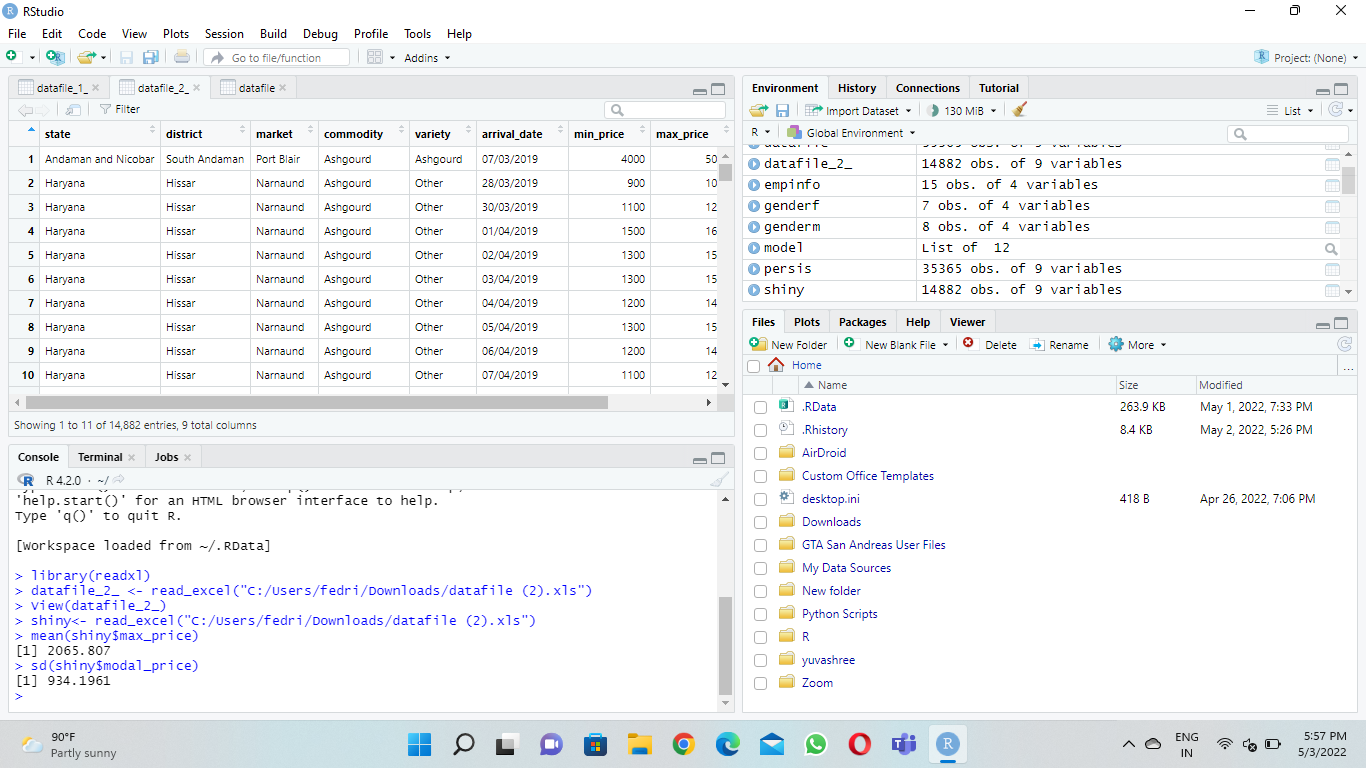 RStudio
File Edit Code View Plots Session Build Debug Profile Tools Help
Go to file/function Addins Project: (None)
datafile_1_ datafile_2_ datafile
Filter
state district market commodity variety arrival_date min_price max_price
1 Andaman and Nicobar South Andaman Port Blair Ashgourd Ashgourd 07/03/2019 4000 50
2 Haryana Hissar Narnaund Ashgourd Other 28/03/2019 900 10
3 Haryana Hissar Narnaund Ashgourd Other 30/03/2019 1100 12
4 Haryana Hissar Narnaund Ashgourd Other 01/04/2019 1500 16
5 Haryana Hissar Narnaund Ashgourd Other 02/04/2019 1300 15
6 Haryana Hissar Narnaund Ashgourd Other 03/04/2019 1300 15
7 Haryana Hissar Narnaund Ashgourd Other 04/04/2019 1200 14
8 Haryana Hissar Narnaund Ashgourd Other 05/04/2019 1300 15
9 Haryana Hissar Narnaund Ashgourd Other 06/04/2019 1200 14
10 Haryana Hissar Narnaund Ashgourd Other 07/04/2019 1100 12
Showing 1 to 11 of 14,882 entries, 9 total columns
Console Terminal Jobs
R 4.2.0 · ~/
'help.start()' for an HTML browser interface to help.
Type 'q()' to quit R.
[Workspace loaded from ~/.RData]
> library(readxl)
> datafile_2_ <- read_excel("C:/Users/fedri/Downloads/datafile (2).xls")
> View(datafile_2_)
> shiny<- read_excel("C:/Users/fedri/Downloads/datafile (2).xls")
> mean(shiny$max_price)
[1] 2065.807
> sd(shiny$modal_price)
[1] 934.1961
>
Environment History Connections Tutorial
Import Dataset 130 MiB List
R Global Environment
datafile_2_ 14882 obs. of 9 variables
empinfo 15 obs. of 4 variables
genderf 7 obs. of 4 variables
genderm 8 obs. of 4 variables
model List of 12
persis 35365 obs. of 9 variables
shiny 14882 obs. of 9 variables
Files Plots Packages Help Viewer
New Folder New Blank File Delete Rename More
Home ...
Name Size Modified
.RData 263.9 KB May 1, 2022, 7:33 PM
.Rhistory 8.4 KB May 2, 2022, 5:26 PM
AirDroid
Custom Office Templates
desktop.ini 418 B Apr 26, 2022, 7:06 PM
Downloads
GTA San Andreas User Files
My Data Sources
New folder
Python Scripts
R
yuvashree
Zoom
90°F
Partly sunny
ENG
IN
5:57 PM
5/3/2022